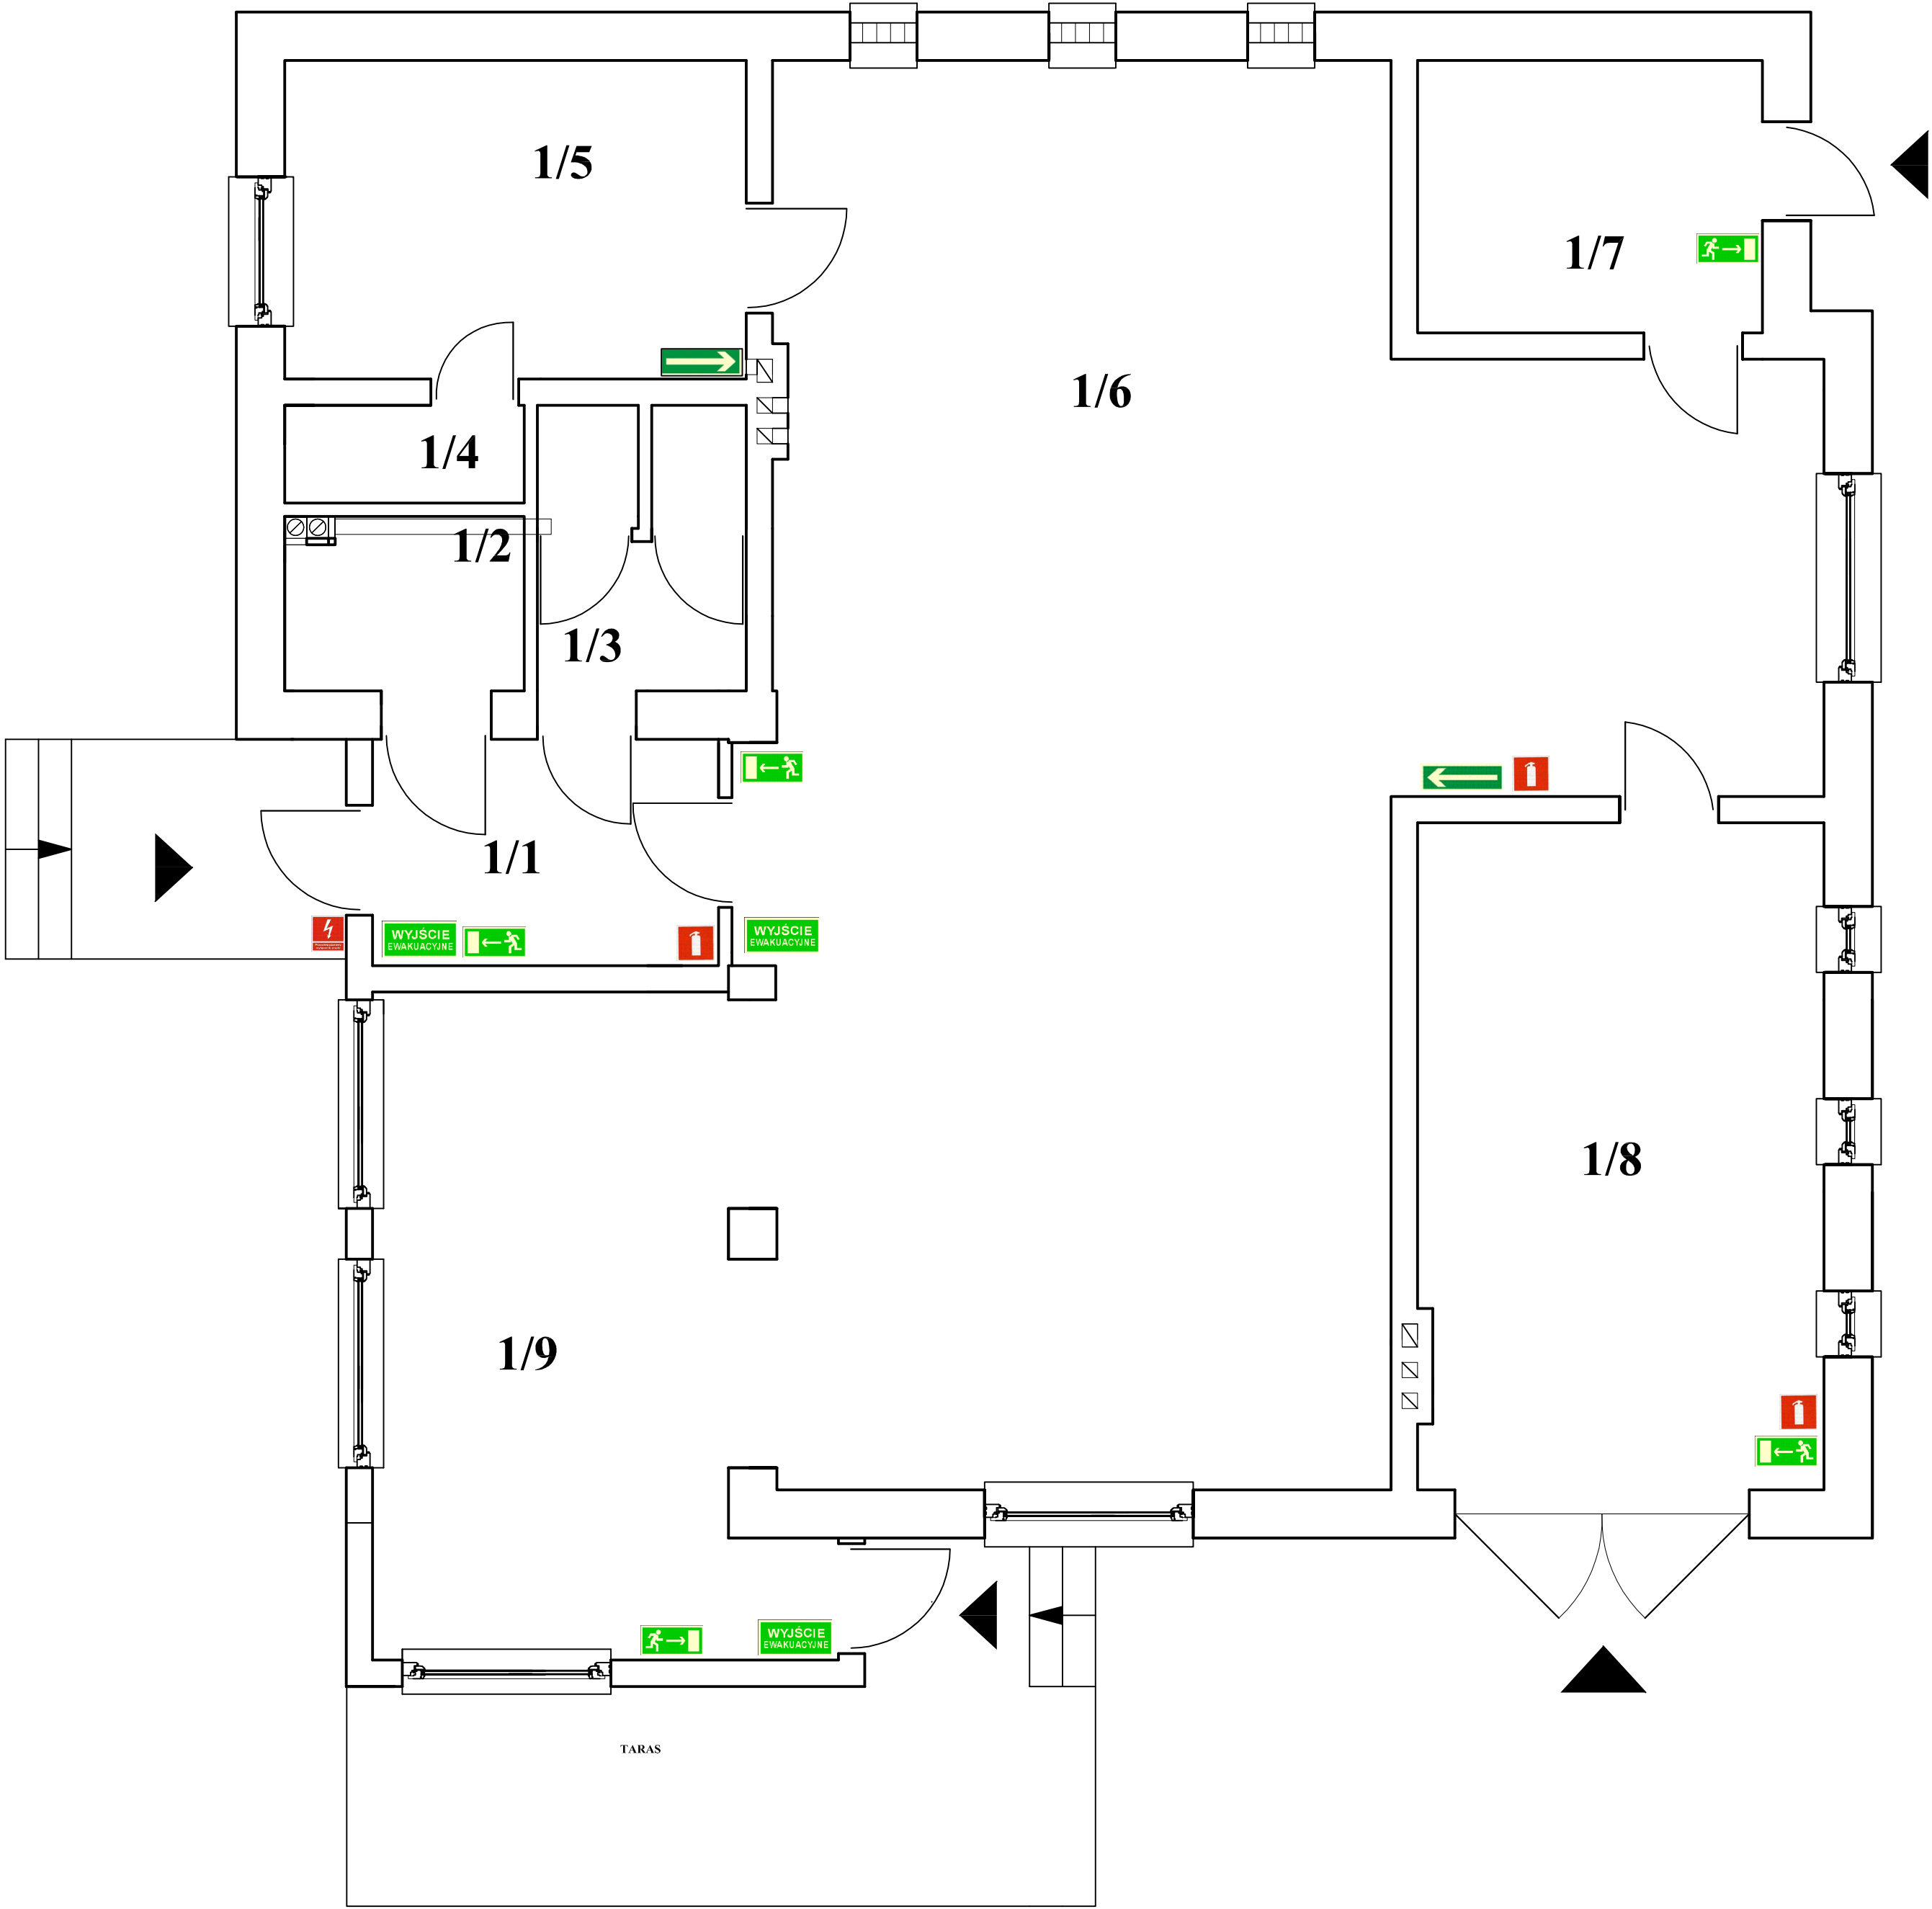 1/5
1/7
1/6
1/4
1/2
1/3
1/1
WYJŚCIE
EWAKUACYJNE
WYJŚCIE
EWAKUACYJNE
1/8
1/9
WYJŚCIE
EWAKUACYJNE
TARAS